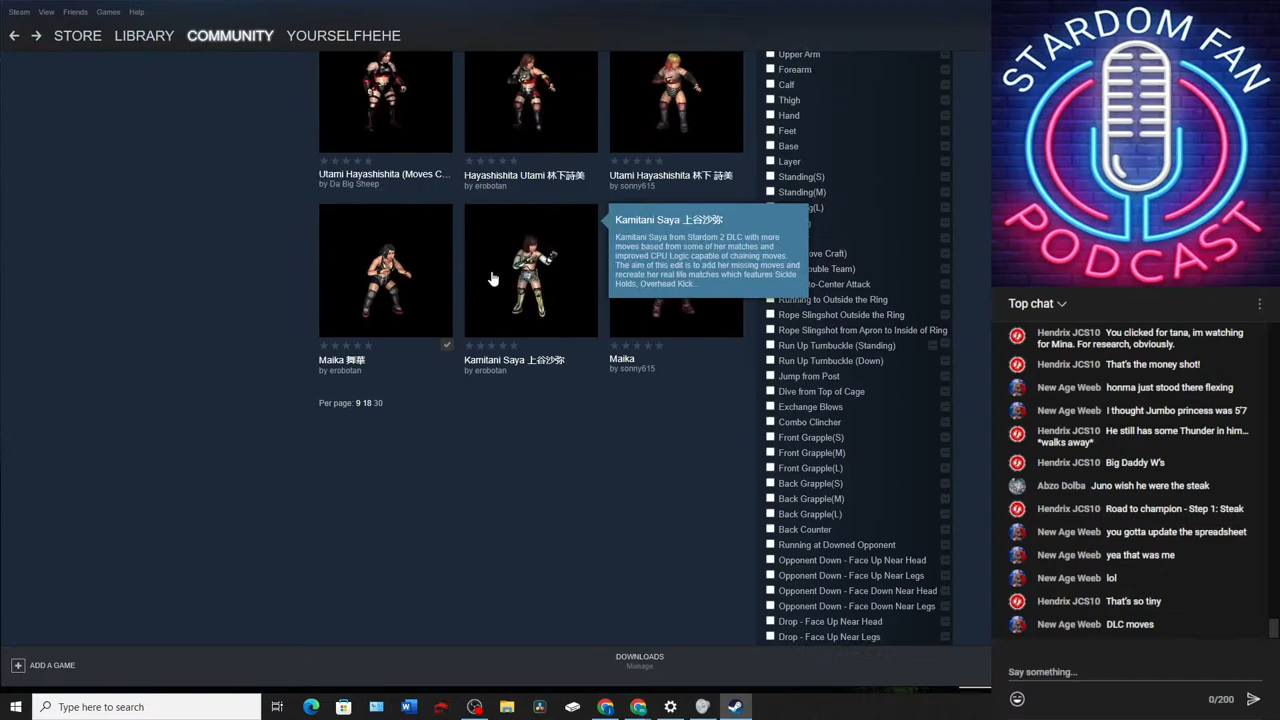 Steam View Friends Games Help
STORE LIBRARY COMMUNITY YOURSELFHEHE
Utami Hayashishita (Moves C...
by Da Big Sheep
Hayashishita Utami 林下詩美
by erobotan
Utami Hayashishita 林下 詩美
by sonny615
Kamitani Saya 上谷沙弥
Kamitani Saya from Stardom 2 DLC with more
moves based from some of her matches and
improved CPU Logic capable of chaining moves.
The aim of this edit is to add her missing moves and
recreate her real life matches which features Sickle
Holds, Overhead Kick...
Maika 舞華
by erobotan
Kamitani Saya 上谷沙弥
by erobotan
Maika
by sonny615
Per page: 9 18 30
Upper Arm
Forearm
Calf
Thigh
Hand
Feet
Base
Layer
Standing(S)
Standing(M)
(L)
ove Craft)
ouble Team)
to-Center Attack
Running to Outside the Ring
Rope Slingshot Outside the Ring
Rope Slingshot from Apron to Inside of Ring
Run Up Turnbuckle (Standing)
Run Up Turnbuckle (Down)
Jump from Post
Dive from Top of Cage
Exchange Blows
Combo Clincher
Front Grapple(S)
Front Grapple(M)
Front Grapple(L)
Back Grapple(S)
Back Grapple(M)
Back Grapple(L)
Back Counter
Running at Downed Opponent
Opponent Down - Face Up Near Head
Opponent Down - Face Up Near Legs
Opponent Down - Face Down Near Head
Opponent Down - Face Down Near Legs
Drop - Face Up Near Head
Drop - Face Up Near Legs
ADD A GAME
DOWNLOADS
Manage
Type here to search
STARDOM FAN
PODCAST
Top chat
Hendrix JCS10 You clicked for tana, im watching
for Mina. For research, obviously.
Hendrix JCS10 That's the money shot!
New Age Weeb honma just stood there flexing
New Age Weeb I thought Jumbo princess was 5'7
Hendrix JCS10 He still has some Thunder in him...
*walks away*
Hendrix JCS10 Big Daddy W's
Abzo Dolba Juno wish he were the steak
Hendrix JCS10 Road to champion - Step 1: Steak
New Age Weeb you gotta update the spreadsheet
New Age Weeb yea that was me
New Age Weeb lol
Hendrix JCS10 That's so tiny
New Age Weeb DLC moves
Say something...
0/200